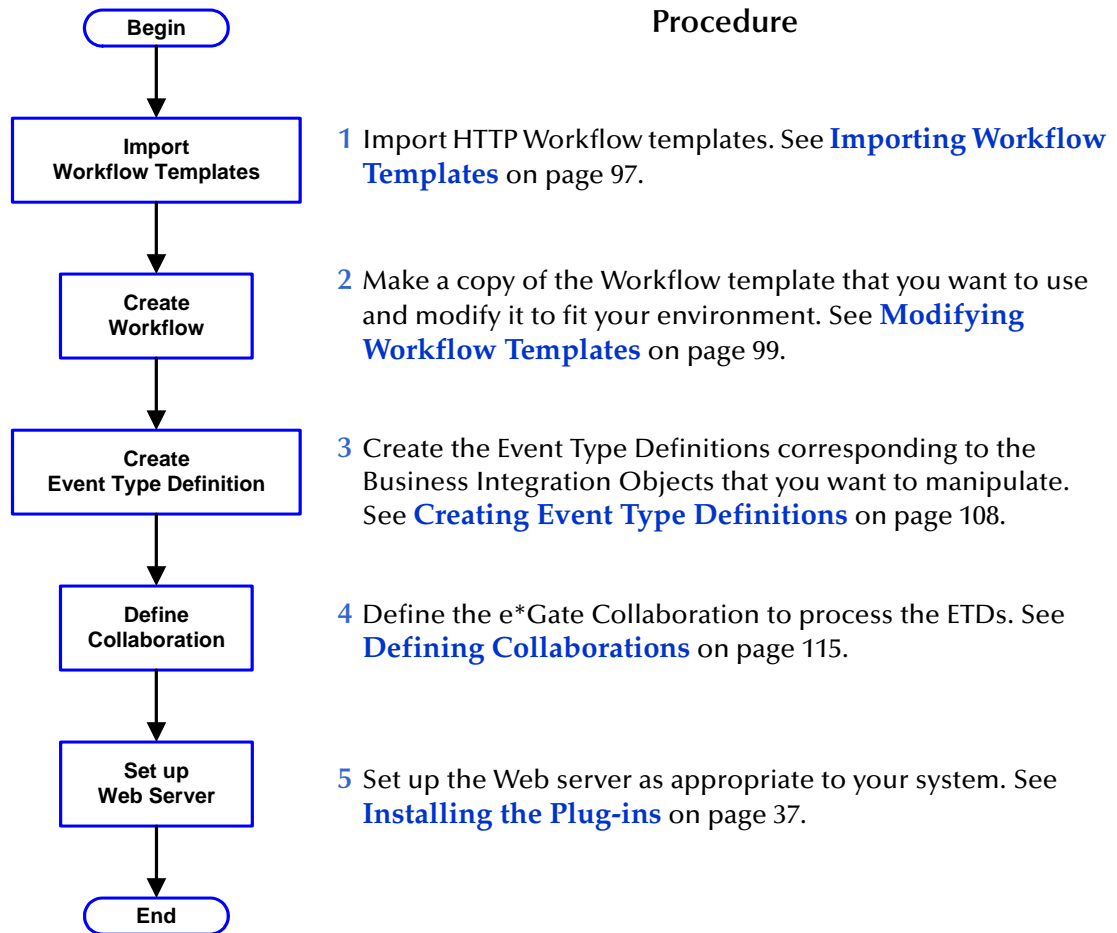 Procedure
Begin
Import
Workflow Templates
1 Import HTTP Workflow templates. See Importing Workflow
Templates on page 97.
Create
Workflow
2 Make a copy of the Workflow template that you want to use
and modify it to fit your environment. See Modifying
Workflow Templates on page 99.
Create
Event Type Definition
3 Create the Event Type Definitions corresponding to the
Business Integration Objects that you want to manipulate.
See Creating Event Type Definitions on page 108.
Define
Collaboration
4 Define the e*Gate Collaboration to process the ETDs. See
Defining Collaborations on page 115.
Set up
Web Server
5 Set up the Web server as appropriate to your system. See
Installing the Plug-ins on page 37.
End